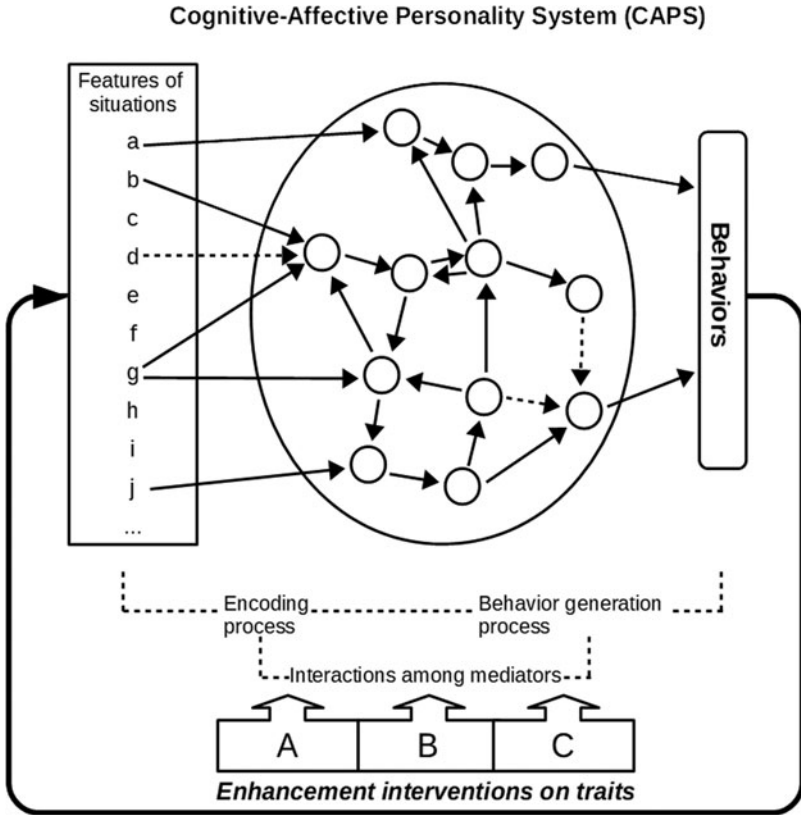 Cognitive-Affective Personality System (CAPS)
Features of
situations
a
b
c
d
e
f
g
h
i
j
...
Behaviors
Encoding
process
Behavior generation
process
Interactions among mediators
A
B
C
Enhancement interventions on traits